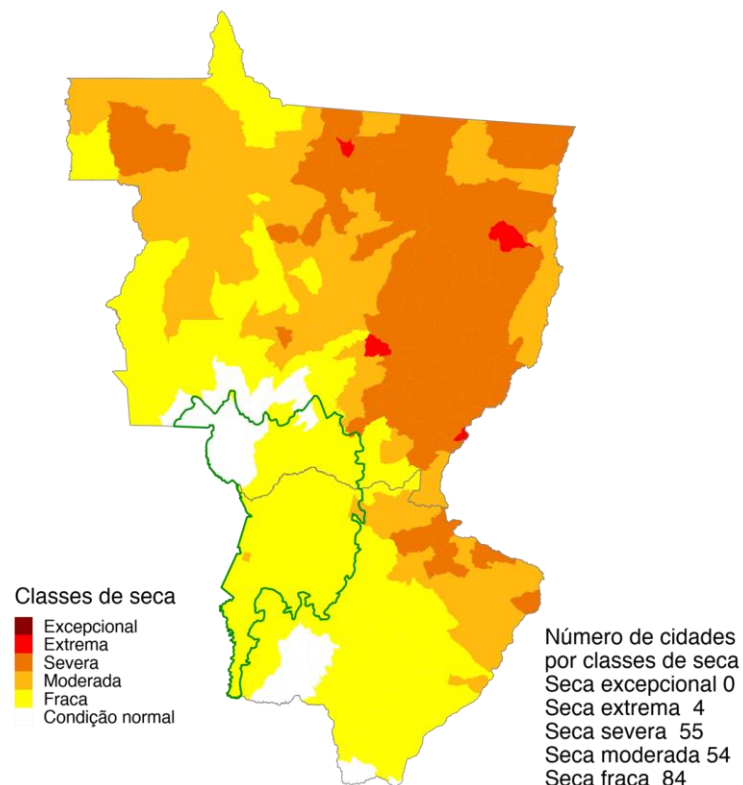 Classes de seca
Excepcional
Extrema
Severa
Moderada
Fraca
Condição normal
Número de cidades
por classes de seca
Seca excepcional 0
Seca extrema 4
Seca severa 55
Seca moderada 54
Seca fraca 84